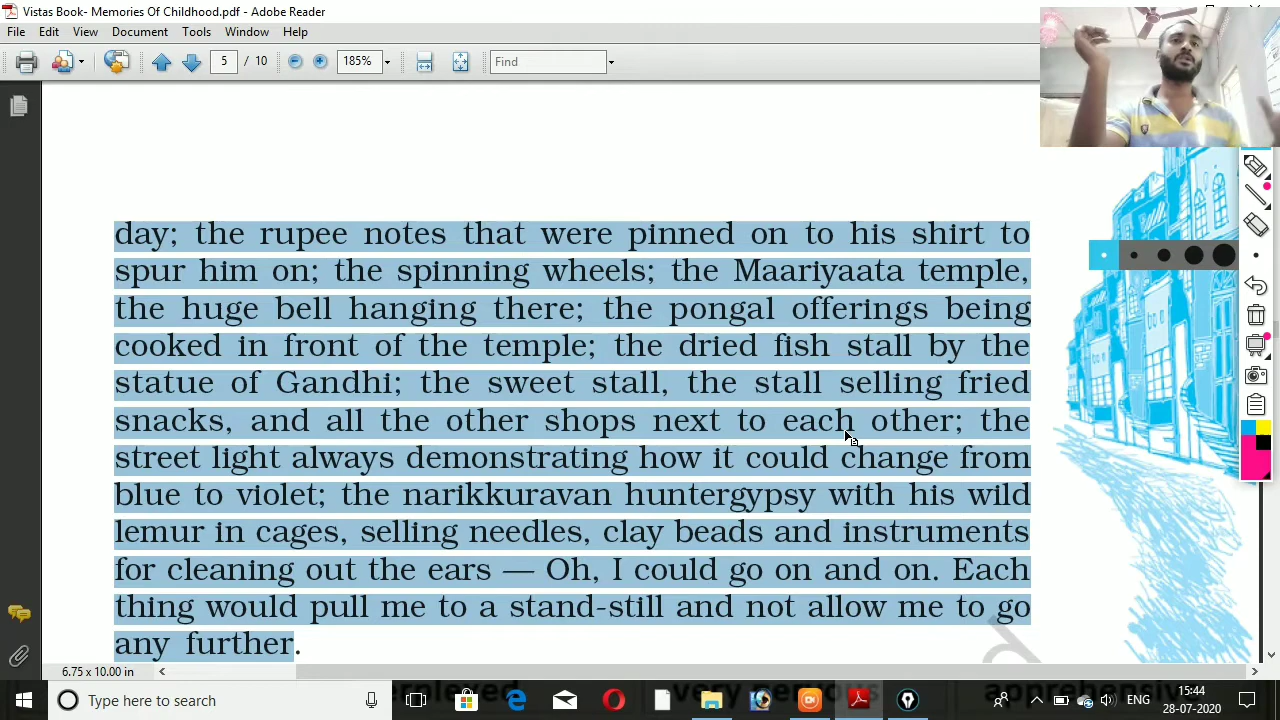 Vistas Book- Memories Of Childhood.pdf - Adobe Reader
File Edit View Document Tools Window Help
5 / 10 185% Find
day; the rupee notes that were pinned on to his shirt to
spur him on; the spinning wheels; the Maariyaata temple,
the huge bell hanging there; the pongal offerings being
cooked in front of the temple; the dried fish stall by the
statue of Gandhi; the sweet stall, the stall selling fried
snacks, and all the other shops next to each other; the
street light always demonstrating how it could change from
blue to violet; the narikkuravan huntergypsy with his wild
lemur in cages, selling needles, clay beads and instruments
for cleaning out the ears — Oh, I could go on and on. Each
thing would pull me to a stand-still and not allow me to go
any further.
6.75 x 10.00 in
Type here to search
ENG
15:44
28-07-2020